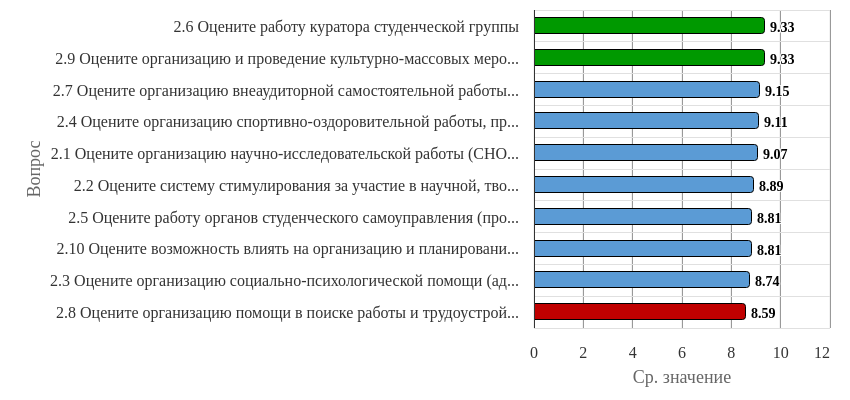 2.6 Оцените работу куратора студенческой группы 9.33
2.9 Оцените организацию и проведение культурно-массовых меро... 9.33
2.7 Оцените организацию внеаудиторной самостоятельной работы... 9.15
2.4 Оцените организацию спортивно-оздоровительной работы, пр... 9.11
2.1 Оцените организацию научно-исследовательской работы (СНО... 9.07
2.2 Оцените систему стимулирования за участие в научной, тво... 8.89
2.5 Оцените работу органов студенческого самоуправления (про... 8.81
2.10 Оцените возможность влиять на организацию и планировани... 8.81
2.3 Оцените организацию социально-психологической помощи (ад... 8.74
2.8 Оцените организацию помощи в поиске работы и трудоустрой... 8.59
Вопрос
0 2 4 6 8 10 12
Ср. значение